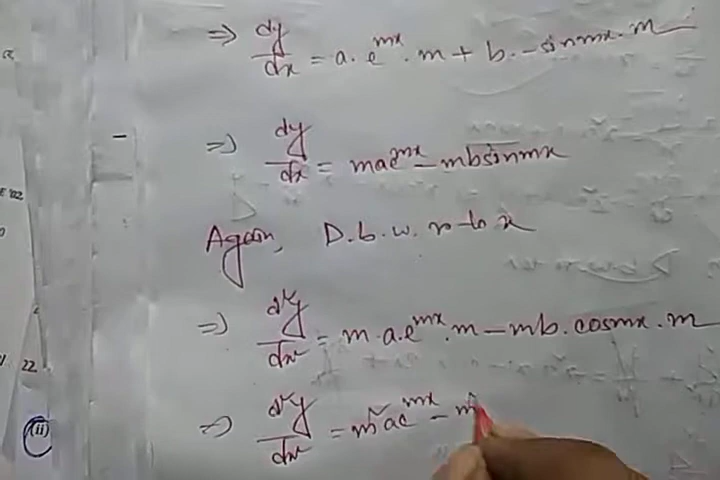 ⇒ dy/dx = a. e^mx . m + b. - sinmx. m
⇒ dy/dx = mae^mx - mbsinmx
Again, D.b.w.r to x
⇒ d²y/dx² = m.a.e^mx .m - mb.cosmx.m
⇒ d²y/dx² = m²ae^mx - m
22
(ii)